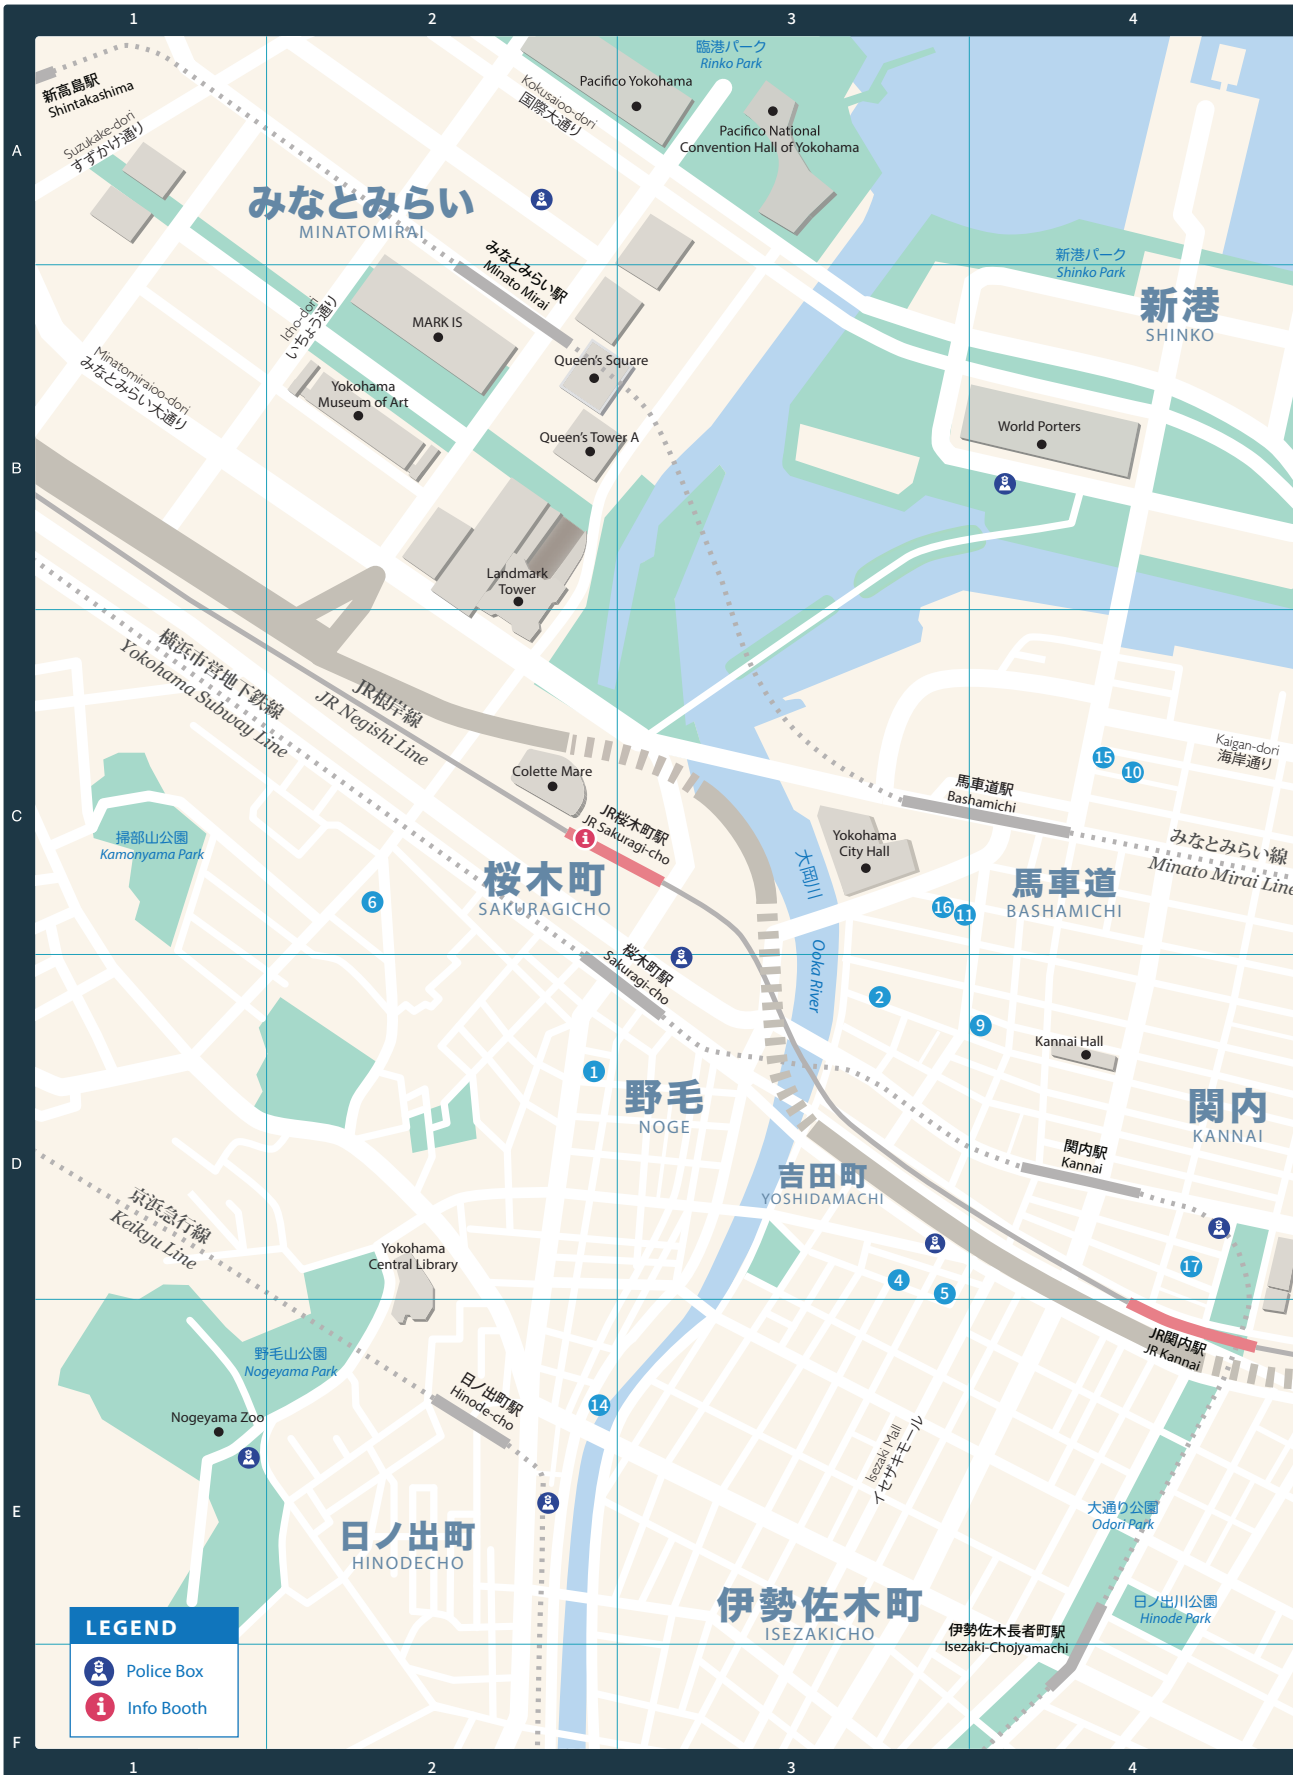 1
2
3
4
臨港パーク
Rinko Park
新高島駅
Shintakashima
Kokusaioo-dori
国際大通り
Pacifico Yokohama
Pacifico National
Convention Hall of Yokohama
Suzukake-dori
すずかけ通り
A
みなとみらい
MINATOMIRAI
みなとみらい駅
Minato Mirai
新港パーク
Shinko Park
新港
SHINKO
Icho-dori
いちょう通り
MARK IS
Queen's Square
Minatomiraioo-dori
みなとみらい大通り
Yokohama
Museum of Art
Queen's Tower A
World Porters
B
Landmark
Tower
横浜市営地下鉄線
Yokohama Subway Line
JR根岸線
JR Negishi Line
Colette Mare
JR桜木町駅
JR Sakuragi-cho
馬車道駅
Bashamichi
15
10
Kaigan-dori
海岸通り
C
掃部山公園
Kamonyama Park
i
Yokohama
City Hall
大岡川
Ooka River
みなとみらい線
Minato Mirai Line
桜木町
SAKURAGICHO
馬車道
BASHAMICHI
6
16
11
桜木町駅
Sakuragi-cho
2
9
Kannai Hall
1
野毛
NOGE
関内
KANNAI
D
関内駅
Kannai
吉田町
YOSHIDAMACHI
京浜急行線
Keikyu Line
Yokohama
Central Library
4
5
17
JR関内駅
JR Kannai
野毛山公園
Nogeyama Park
日ノ出町駅
Hinode-cho
Nogeyama Zoo
14
Isezaki Mall
イセザキモール
E
大通り公園
Odori Park
日ノ出町
HINODECHO
伊勢佐木町
ISEZAKICHO
日ノ出川公園
Hinode Park
伊勢佐木長者町駅
Isezaki-Chojyamachi
LEGEND
Police Box
i
Info Booth
F
1
2
3
4